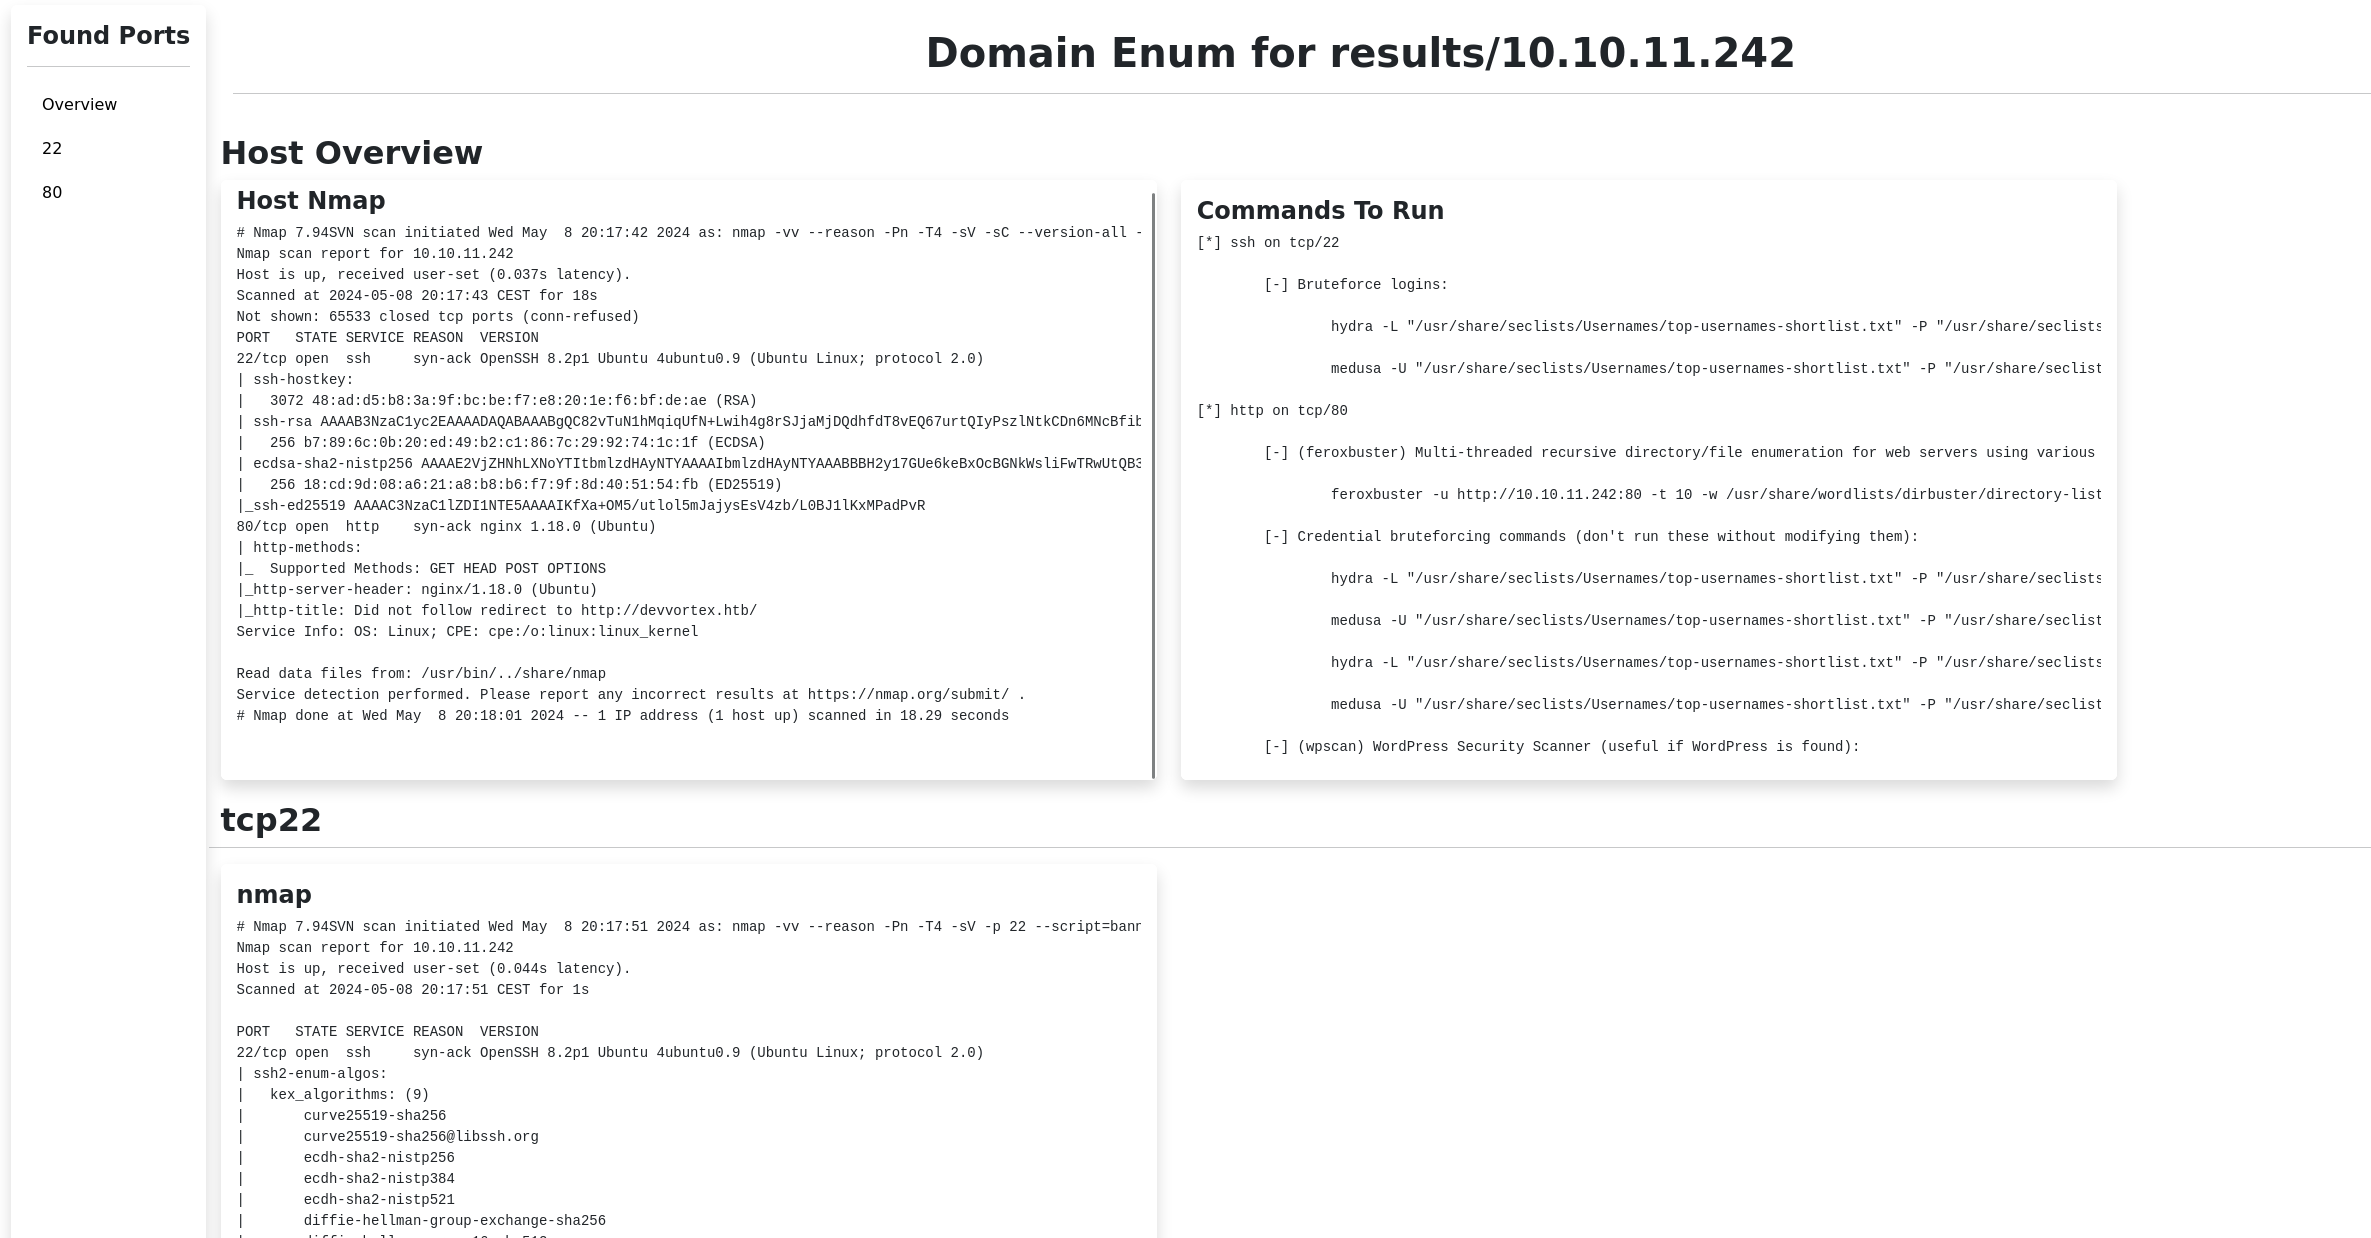 Found Ports
Overview
22
80
Domain Enum for results/10.10.11.242
Host Overview
Host Nmap
# Nmap 7.94SVN scan initiated Wed May  8 20:17:42 2024 as: nmap -vv --reason -Pn -T4 -sV -sC --version-all -
Nmap scan report for 10.10.11.242
Host is up, received user-set (0.037s latency).
Scanned at 2024-05-08 20:17:43 CEST for 18s
Not shown: 65533 closed tcp ports (conn-refused)
PORT   STATE SERVICE REASON  VERSION
22/tcp open  ssh     syn-ack OpenSSH 8.2p1 Ubuntu 4ubuntu0.9 (Ubuntu Linux; protocol 2.0)
| ssh-hostkey:
|   3072 48:ad:d5:b8:3a:9f:bc:be:f7:e8:20:1e:f6:bf:de:ae (RSA)
| ssh-rsa AAAAB3NzaC1yc2EAAAADAQABAAABgQC82vTuN1hMqiqUfN+Lwih4g8rSJjaMjDQdhfdT8vEQ67urtQIyPszlNtkCDn6MNcBfib
|   256 b7:89:6c:0b:20:ed:49:b2:c1:86:7c:29:92:74:1c:1f (ECDSA)
| ecdsa-sha2-nistp256 AAAAE2VjZHNhLXNoYTItbmlzdHAyNTYAAAAIbmlzdHAyNTYAAABBBH2y17GUe6keBxOcBGNkWsliFwTRwUtQB3
|   256 18:cd:9d:08:a6:21:a8:b8:b6:f7:9f:8d:40:51:54:fb (ED25519)
|_ssh-ed25519 AAAAC3NzaC1lZDI1NTE5AAAAIKfXa+OM5/utlol5mJajysEsV4zb/L0BJ1lKxMPadPvR
80/tcp open  http    syn-ack nginx 1.18.0 (Ubuntu)
| http-methods:
|_  Supported Methods: GET HEAD POST OPTIONS
|_http-server-header: nginx/1.18.0 (Ubuntu)
|_http-title: Did not follow redirect to http://devvortex.htb/
Service Info: OS: Linux; CPE: cpe:/o:linux:linux_kernel
Read data files from: /usr/bin/../share/nmap
Service detection performed. Please report any incorrect results at https://nmap.org/submit/ .
# Nmap done at Wed May  8 20:18:01 2024 -- 1 IP address (1 host up) scanned in 18.29 seconds
Commands To Run
[*] ssh on tcp/22
[-] Bruteforce logins:
hydra -L "/usr/share/seclists/Usernames/top-usernames-shortlist.txt" -P "/usr/share/seclists
medusa -U "/usr/share/seclists/Usernames/top-usernames-shortlist.txt" -P "/usr/share/seclist
[*] http on tcp/80
[-] (feroxbuster) Multi-threaded recursive directory/file enumeration for web servers using various
feroxbuster -u http://10.10.11.242:80 -t 10 -w /usr/share/wordlists/dirbuster/directory-list
[-] Credential bruteforcing commands (don't run these without modifying them):
hydra -L "/usr/share/seclists/Usernames/top-usernames-shortlist.txt" -P "/usr/share/seclists
medusa -U "/usr/share/seclists/Usernames/top-usernames-shortlist.txt" -P "/usr/share/seclist
hydra -L "/usr/share/seclists/Usernames/top-usernames-shortlist.txt" -P "/usr/share/seclists
medusa -U "/usr/share/seclists/Usernames/top-usernames-shortlist.txt" -P "/usr/share/seclist
[-] (wpscan) WordPress Security Scanner (useful if WordPress is found):
tcp22
nmap
# Nmap 7.94SVN scan initiated Wed May  8 20:17:51 2024 as: nmap -vv --reason -Pn -T4 -sV -p 22 --script=bann
Nmap scan report for 10.10.11.242
Host is up, received user-set (0.044s latency).
Scanned at 2024-05-08 20:17:51 CEST for 1s
PORT   STATE SERVICE REASON  VERSION
22/tcp open  ssh     syn-ack OpenSSH 8.2p1 Ubuntu 4ubuntu0.9 (Ubuntu Linux; protocol 2.0)
| ssh2-enum-algos:
|   kex_algorithms: (9)
|       curve25519-sha256
|       curve25519-sha256@libssh.org
|       ecdh-sha2-nistp256
|       ecdh-sha2-nistp384
|       ecdh-sha2-nistp521
|       diffie-hellman-group-exchange-sha256